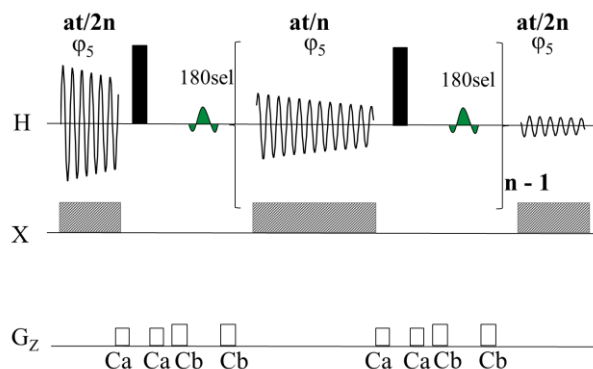 at/2n at/n at/2n
φ5 φ5 φ5
180sel 180sel
H
n - 1
X
GZ
Ca Ca Cb Cb Ca Ca Cb Cb